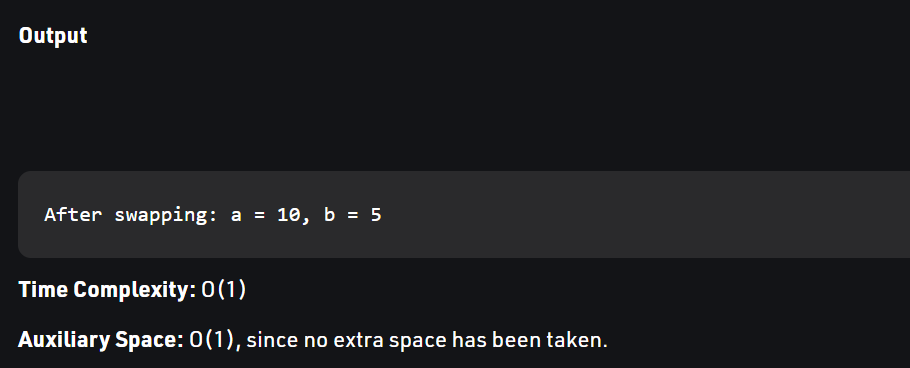 Output
After swapping: a = 10, b = 5
Time Complexity: O(1)
Auxiliary Space: O(1), since no extra space has been taken.